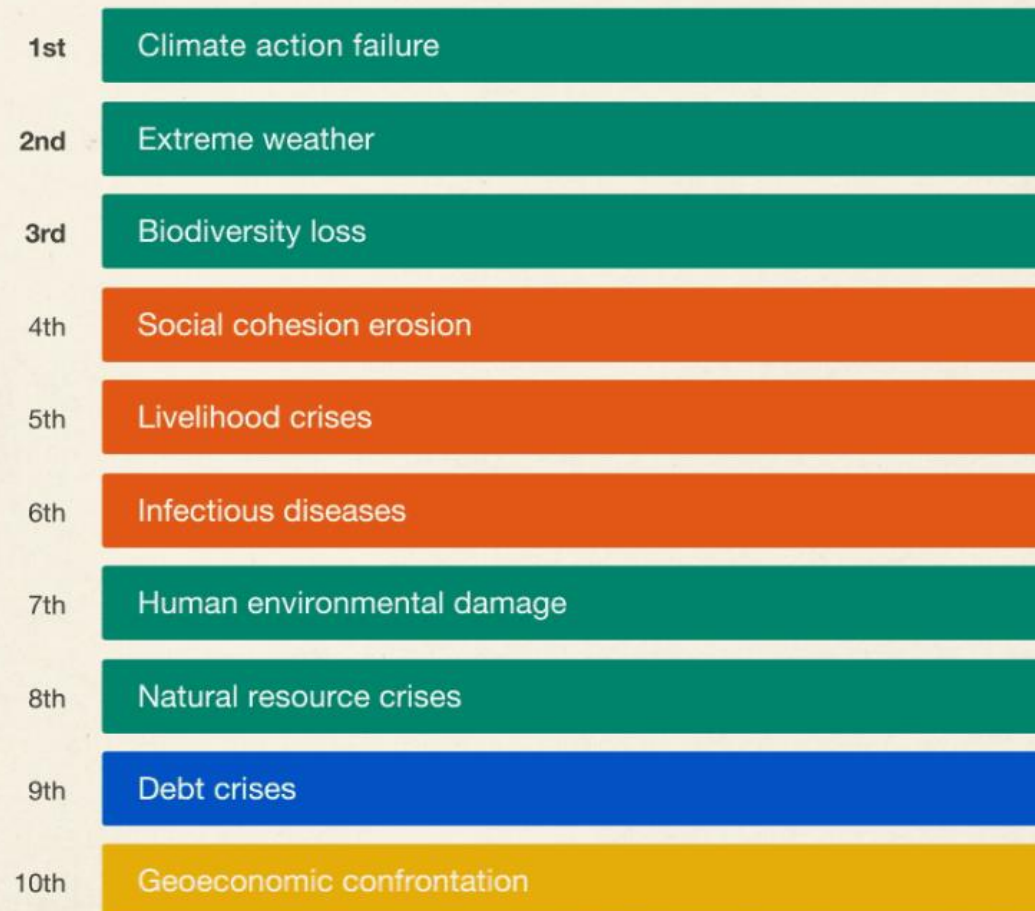 1st Climate action failure
2nd Extreme weather
3rd Biodiversity loss
4th Social cohesion erosion
5th Livelihood crises
6th Infectious diseases
7th Human environmental damage
8th Natural resource crises
9th Debt crises
10th Geoeconomic confrontation